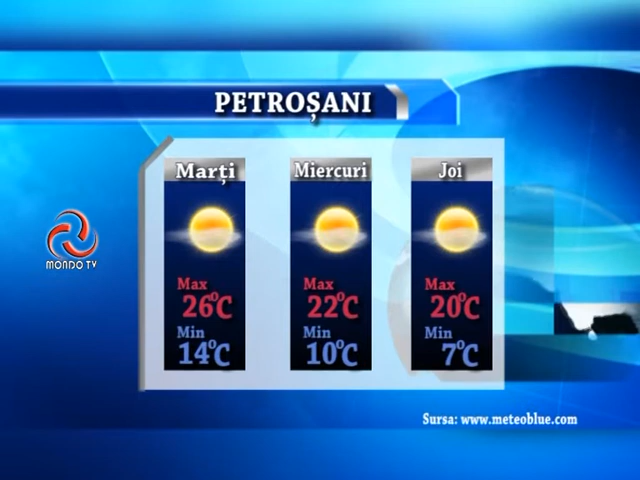 PETROȘANI
Marți
Max
26°C
Min
14°C
Miercuri
Max
22°C
Min
10°C
Joi
Max
20°C
Min
7°C
MONDO TV
Sursa: www.meteoblue.com